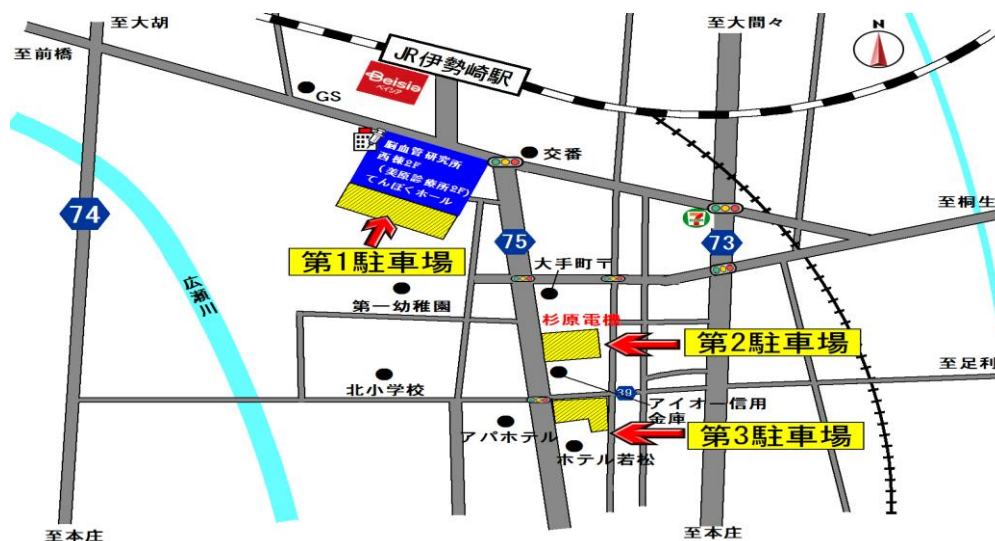 至大胡
至大間々
N
至前橋
JR伊勢崎駅
Beisia
ベイシア
GS
脳血管研究所
西棟2F
(美原診療所2F)
てんぼくホール
交番
7
至桐生
74
75
73
第1駐車場
大手町〒
第一幼稚園
広瀬川
杉原電機
第2駐車場
至足利
北小学校
39
アイオー信用
金庫
アパホテル
第3駐車場
ホテル若松
至本庄
至本庄